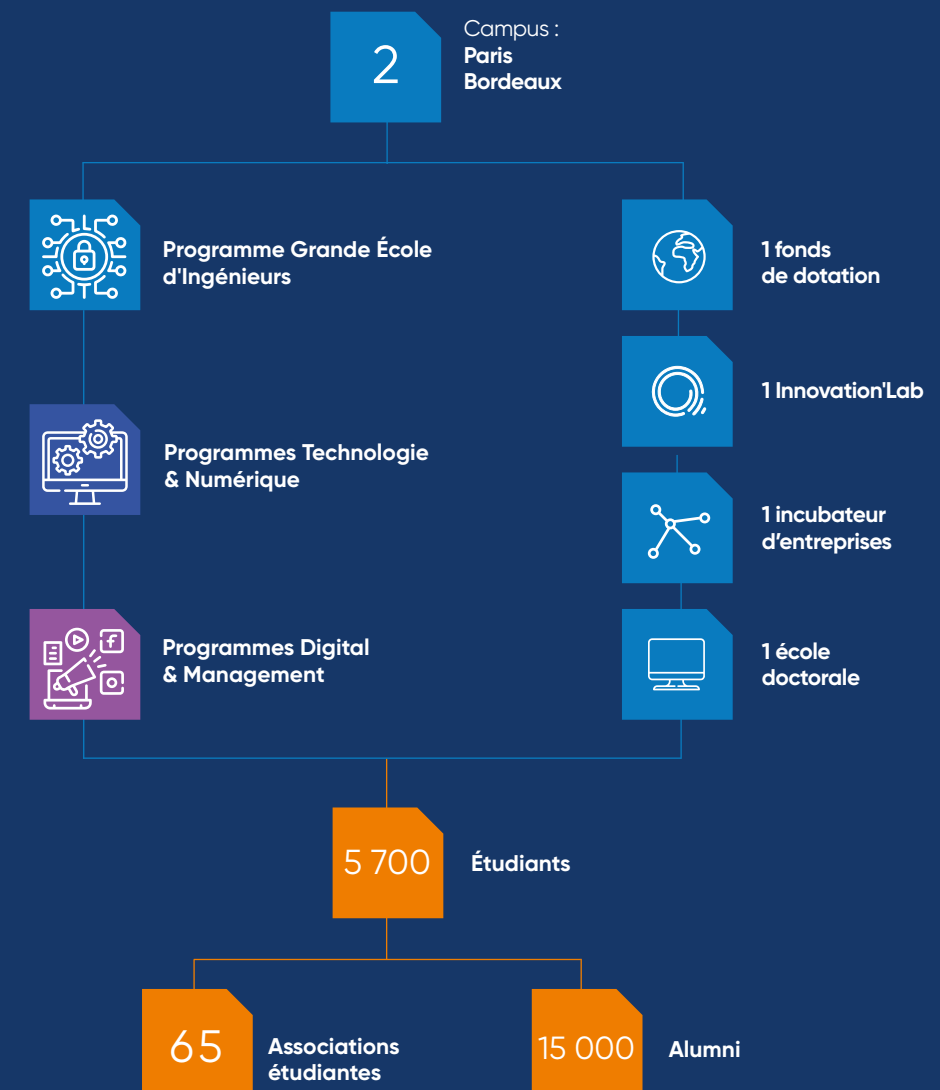 2
Campus :
Paris
Bordeaux
Programme Grande École
d'Ingénieurs
Programmes Technologie
& Numérique
Programmes Digital
& Management
1 fonds
de dotation
1 Innovation'Lab
1 incubateur
d’entreprises
1 école
doctorale
5 700
Étudiants
65
Associations
étudiantes
15 000
Alumni